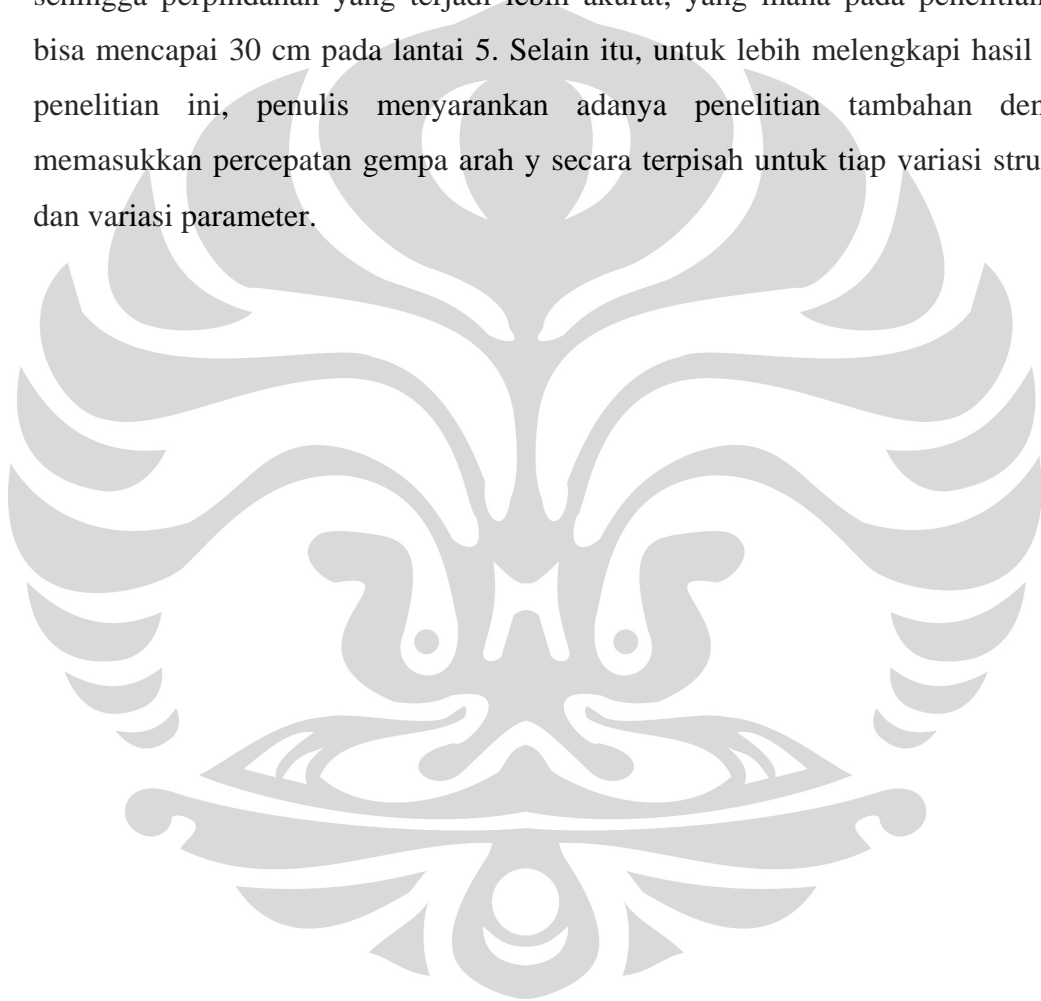 sehingga perpindahan yang terjadi lebih akurat, yang mana pada penelitian
bisa mencapai 30 cm pada lantai 5. Selain itu, untuk lebih melengkapi hasil
penelitian ini, penulis menyarankan adanya penelitian tambahan den
memasukkan percepatan gempa arah y secara terpisah untuk tiap variasi stru
dan variasi parameter.